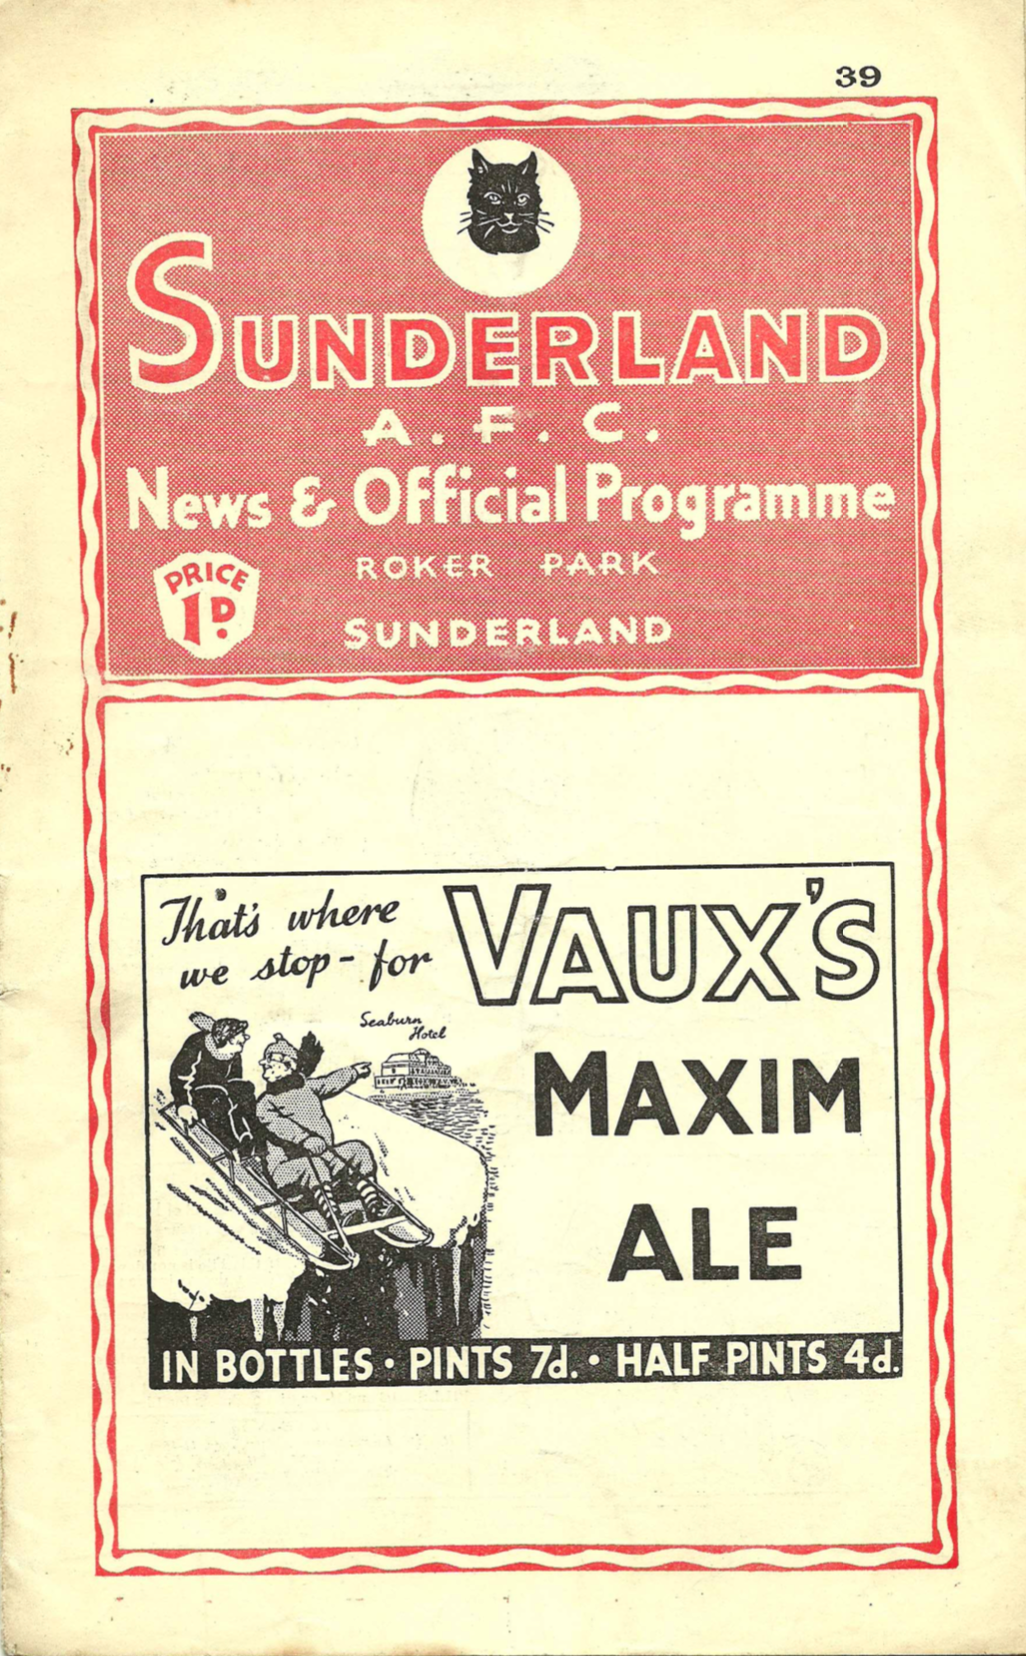 39
SUNDERLAND
A. F. C.
News & Official Programme
PRICE
1D.
ROKER PARK
SUNDERLAND
That's where
we stop - for
VAUX'S
Seaburn
Hotel
MAXIM
ALE
IN BOTTLES · PINTS 7d. · HALF PINTS 4d.